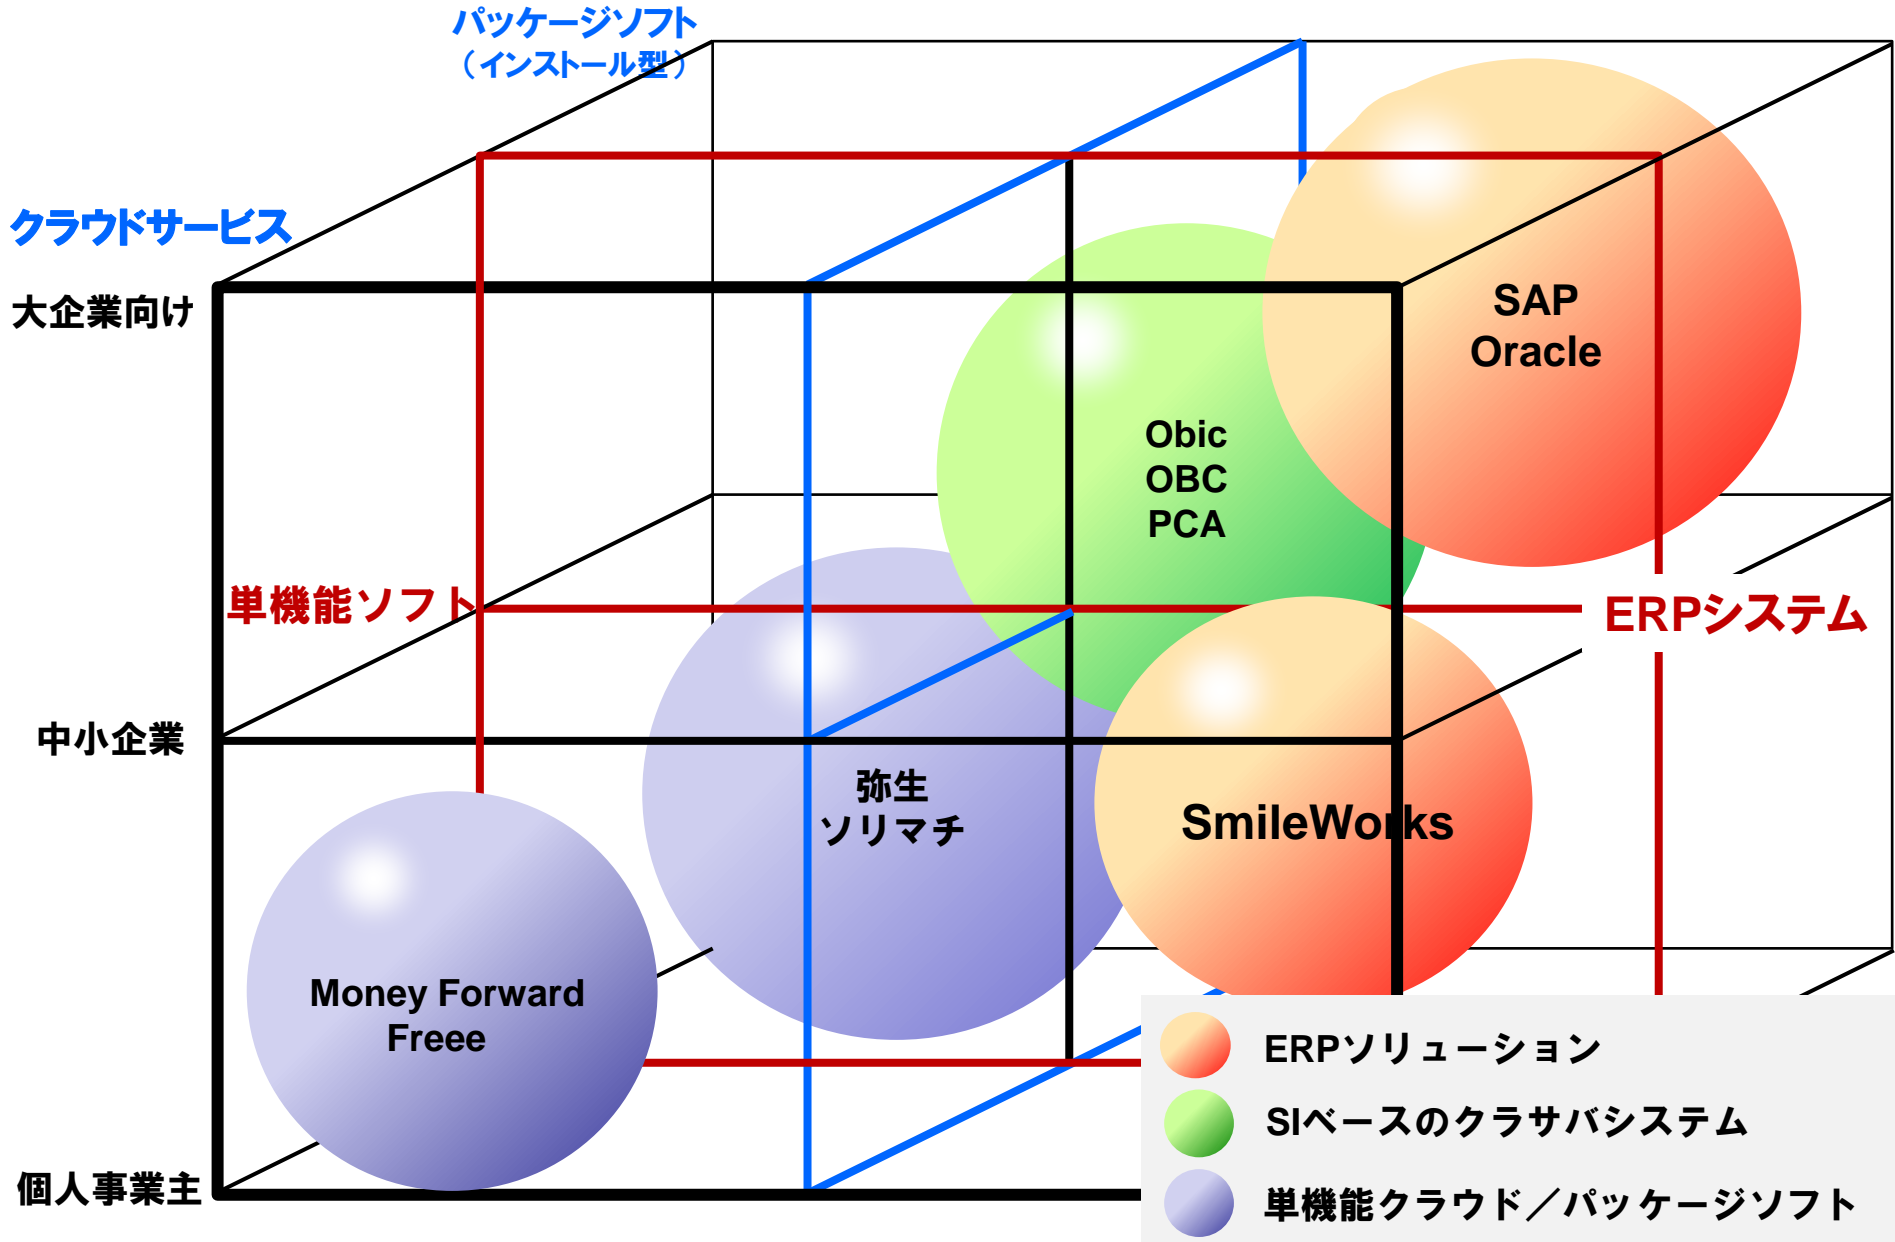 パッケージソフト
（インストール型）
クラウドサービス
大企業向け
SAP
Oracle
Obic
OBC
PCA
単機能ソフト
ERPシステム
中小企業
弥生
ソリマチ
SmileWorks
Money Forward
Freee
個人事業主
ERPソリューション
SIベースのクラサバシステム
単機能クラウド／パッケージソフト